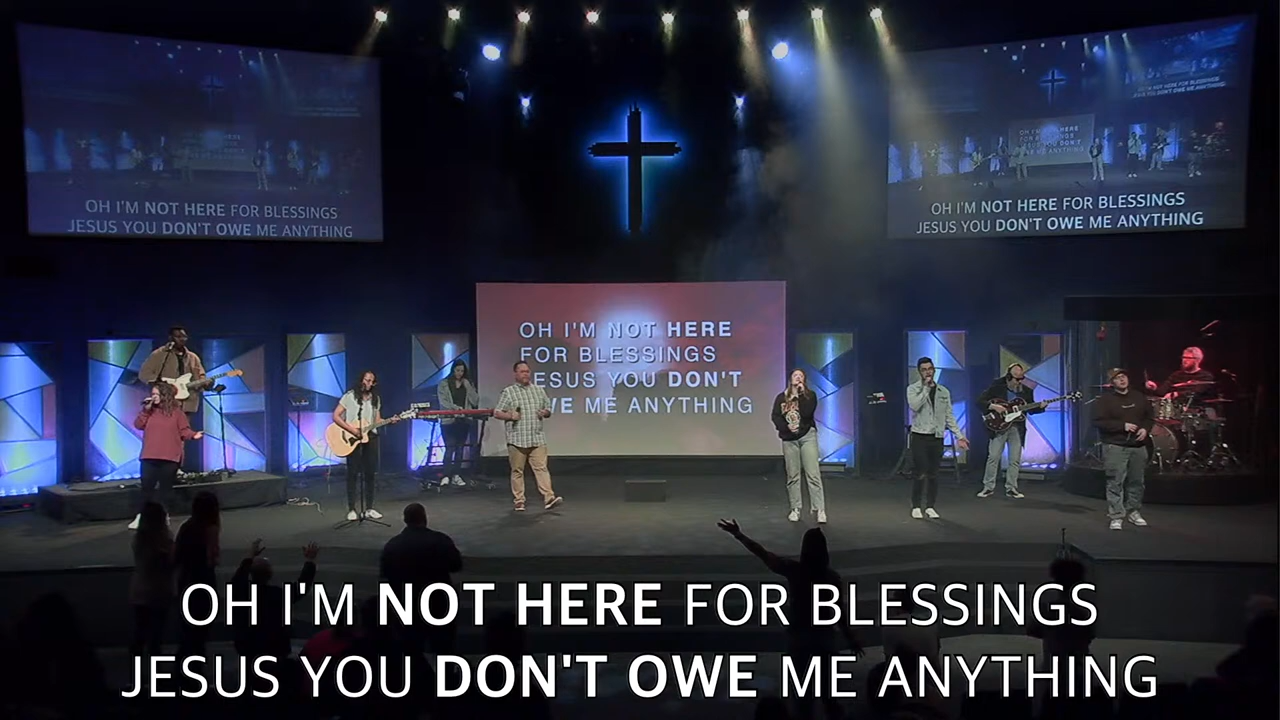 OH I'M NOT HERE FOR BLESSINGS
JESUS YOU DON'T OWE ME ANYTHING
OH I'M NOT HERE FOR BLESSINGS
JESUS YOU DON'T OWE ME ANYTHING
OH I'M NOT HERE
FOR BLESSINGS
JESUS YOU DON'T
OWE ME ANYTHING
OH I'M NOT HERE FOR BLESSINGS
JESUS YOU DON'T OWE ME ANYTHING